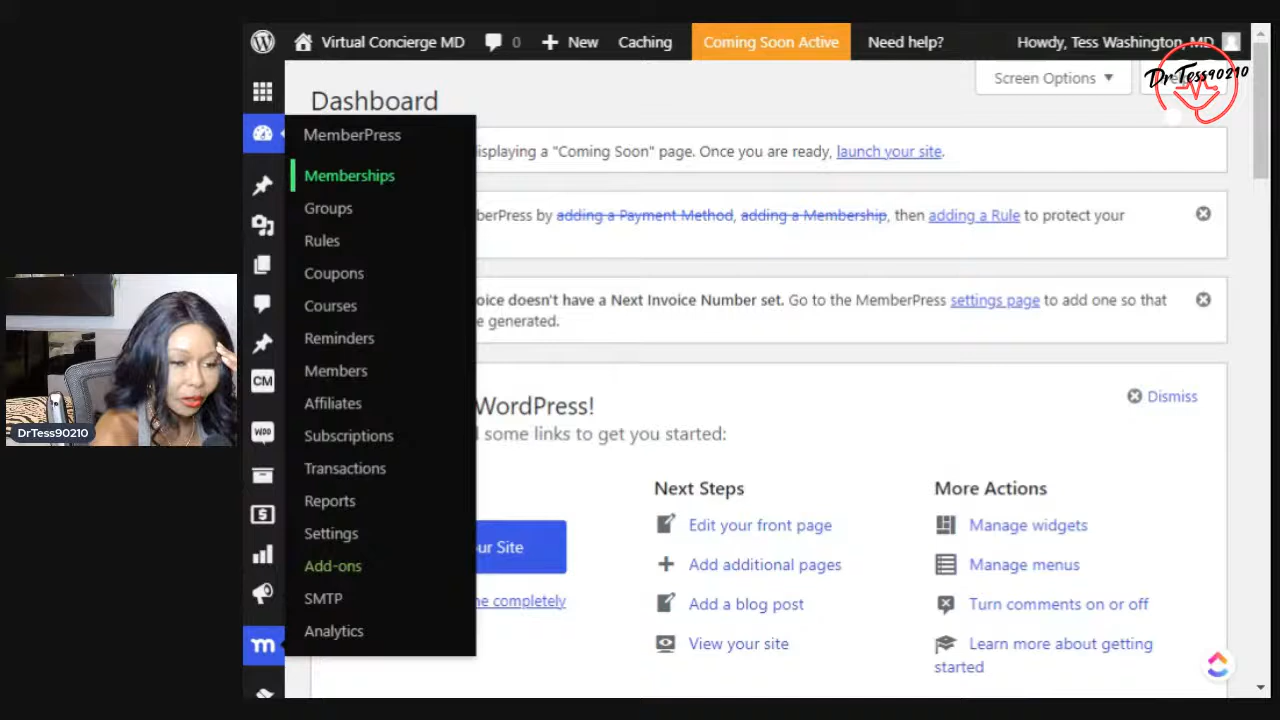 Virtual Concierge MD 0 New Caching Coming Soon Active Need help? Howdy, Tess Washington, MD
Screen Options
DrTess90210
Dashboard
MemberPress
isplaying a "Coming Soon" page. Once you are ready, launch your site.
Memberships
Groups
berPress by adding a Payment Method, adding a Membership, then adding a Rule to protect your
Rules
Coupons
Courses
oice doesn't have a Next Invoice Number set. Go to the MemberPress settings page to add one so that
e generated.
Reminders
Members
Affiliates
Subscriptions
Transactions
Reports
Settings
Add-ons
SMTP
Analytics
CM
WOO
WordPress!
Dismiss
some links to get you started:
our Site
ne completely
Next Steps
Edit your front page
Add additional pages
Add a blog post
View your site
More Actions
Manage widgets
Manage menus
Turn comments on or off
Learn more about getting
started
DrTess90210